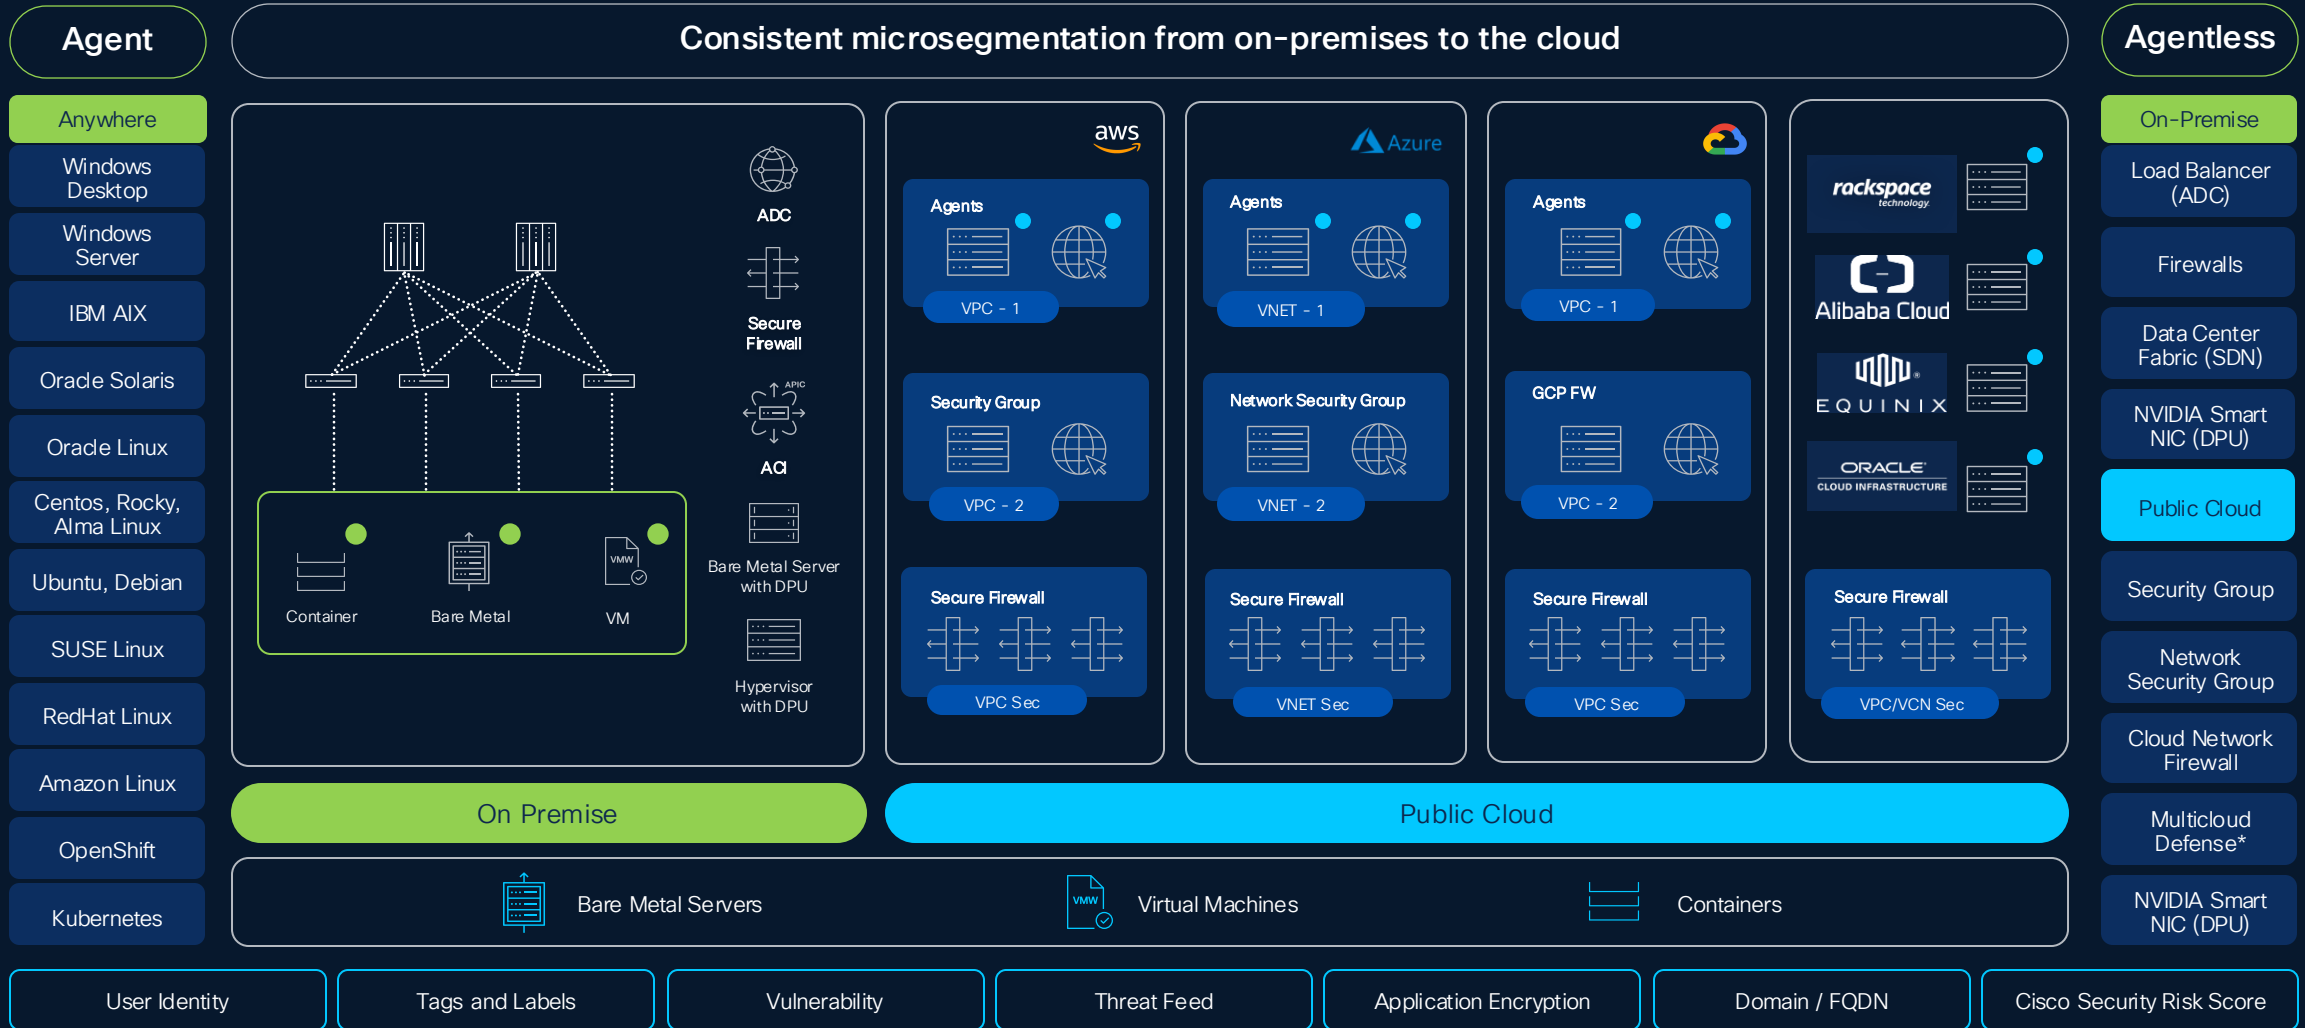 Agent
Consistent microsegmentation from on-premises to the cloud
Agentless
Anywhere
Windows
Desktop
Windows
Server
IBM AIX
Oracle Solaris
Oracle Linux
Centos, Rocky,
Alma Linux
Ubuntu, Debian
SUSE Linux
RedHat Linux
Amazon Linux
OpenShift
Kubernetes
ADC
Secure
Firewall
APIC
ACI
Bare Metal Server
with DPU
Hypervisor
with DPU
Container
Bare Metal
VMW
VM
On Premise
aws
Agents
VPC - 1
Security Group
VPC - 2
Secure Firewall
VPC Sec
Azure
Agents
VNET - 1
Network Security Group
VNET - 2
Secure Firewall
VNET Sec
Agents
VPC - 1
GCP FW
VPC - 2
Secure Firewall
VPC Sec
rackspace
technology.
Alibaba Cloud
EQUINIX
ORACLE
CLOUD INFRASTRUCTURE
Secure Firewall
VPC/VCN Sec
Public Cloud
Bare Metal Servers
VMW
Virtual Machines
Containers
On-Premise
Load Balancer
(ADC)
Firewalls
Data Center
Fabric (SDN)
NVIDIA Smart
NIC (DPU)
Public Cloud
Security Group
Network
Security Group
Cloud Network
Firewall
Multicloud
Defense*
NVIDIA Smart
NIC (DPU)
User Identity
Tags and Labels
Vulnerability
Threat Feed
Application Encryption
Domain / FQDN
Cisco Security Risk Score